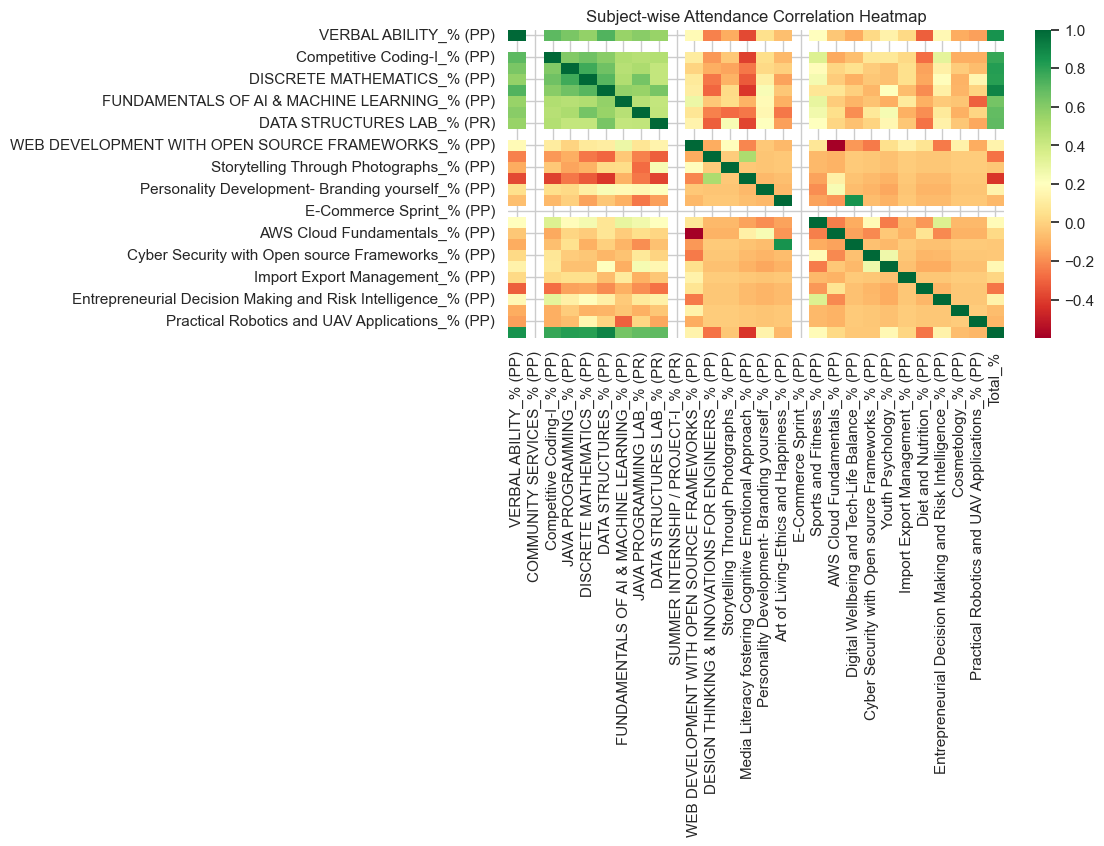 Subject-wise Attendance Correlation Heatmap
VERBAL ABILITY_% (PP)
Competitive Coding-I_% (PP)
DISCRETE MATHEMATICS_% (PP)
FUNDAMENTALS OF AI & MACHINE LEARNING_% (PP)
DATA STRUCTURES LAB_% (PR)
WEB DEVELOPMENT WITH OPEN SOURCE FRAMEWORKS_% (PP)
Storytelling Through Photographs_% (PP)
Personality Development- Branding yourself_% (PP)
E-Commerce Sprint_% (PP)
AWS Cloud Fundamentals_% (PP)
Cyber Security with Open source Frameworks_% (PP)
Import Export Management_% (PP)
Entrepreneurial Decision Making and Risk Intelligence_% (PP)
Practical Robotics and UAV Applications_% (PP)
VERBAL ABILITY_% (PP)
COMMUNITY SERVICES_% (PP)
Competitive Coding-I_% (PP)
JAVA PROGRAMMING_% (PP)
DISCRETE MATHEMATICS_% (PP)
DATA STRUCTURES_% (PP)
FUNDAMENTALS OF AI & MACHINE LEARNING_% (PP)
JAVA PROGRAMMING LAB_% (PR)
DATA STRUCTURES LAB_% (PR)
SUMMER INTERNSHIP / PROJECT-I_% (PR)
WEB DEVELOPMENT WITH OPEN SOURCE FRAMEWORKS_% (PP)
DESIGN THINKING & INNOVATIONS FOR ENGINEERS_% (PP)
Storytelling Through Photographs_% (PP)
Media Literacy fostering Cognitive Emotional Approach_% (PP)
Personality Development- Branding yourself_% (PP)
Art of Living-Ethics and Happiness_% (PP)
E-Commerce Sprint_% (PP)
Sports and Fitness_% (PP)
AWS Cloud Fundamentals_% (PP)
Digital Wellbeing and Tech-Life Balance_% (PP)
Cyber Security with Open source Frameworks_% (PP)
Youth Psychology_% (PP)
Import Export Management_% (PP)
Diet and Nutrition_% (PP)
Entrepreneurial Decision Making and Risk Intelligence_% (PP)
Cosmetology_% (PP)
Practical Robotics and UAV Applications_% (PP)
Total_%
1.0
0.8
0.6
0.4
0.2
0.0
−0.2
−0.4